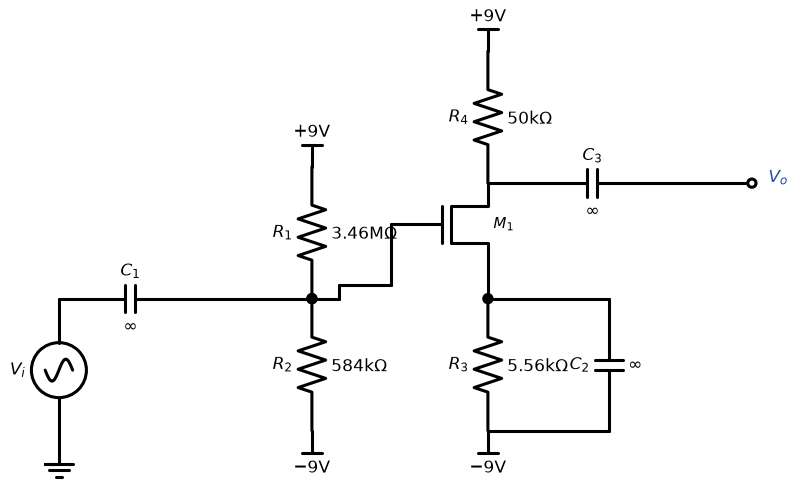 +9V
R4
50kΩ
+9V
C3
∞
Vo
R1
3.46MΩ
M1
C1
∞
Vi
R2
584kΩ
R3
5.56kΩ
C2
∞
−9V
−9V